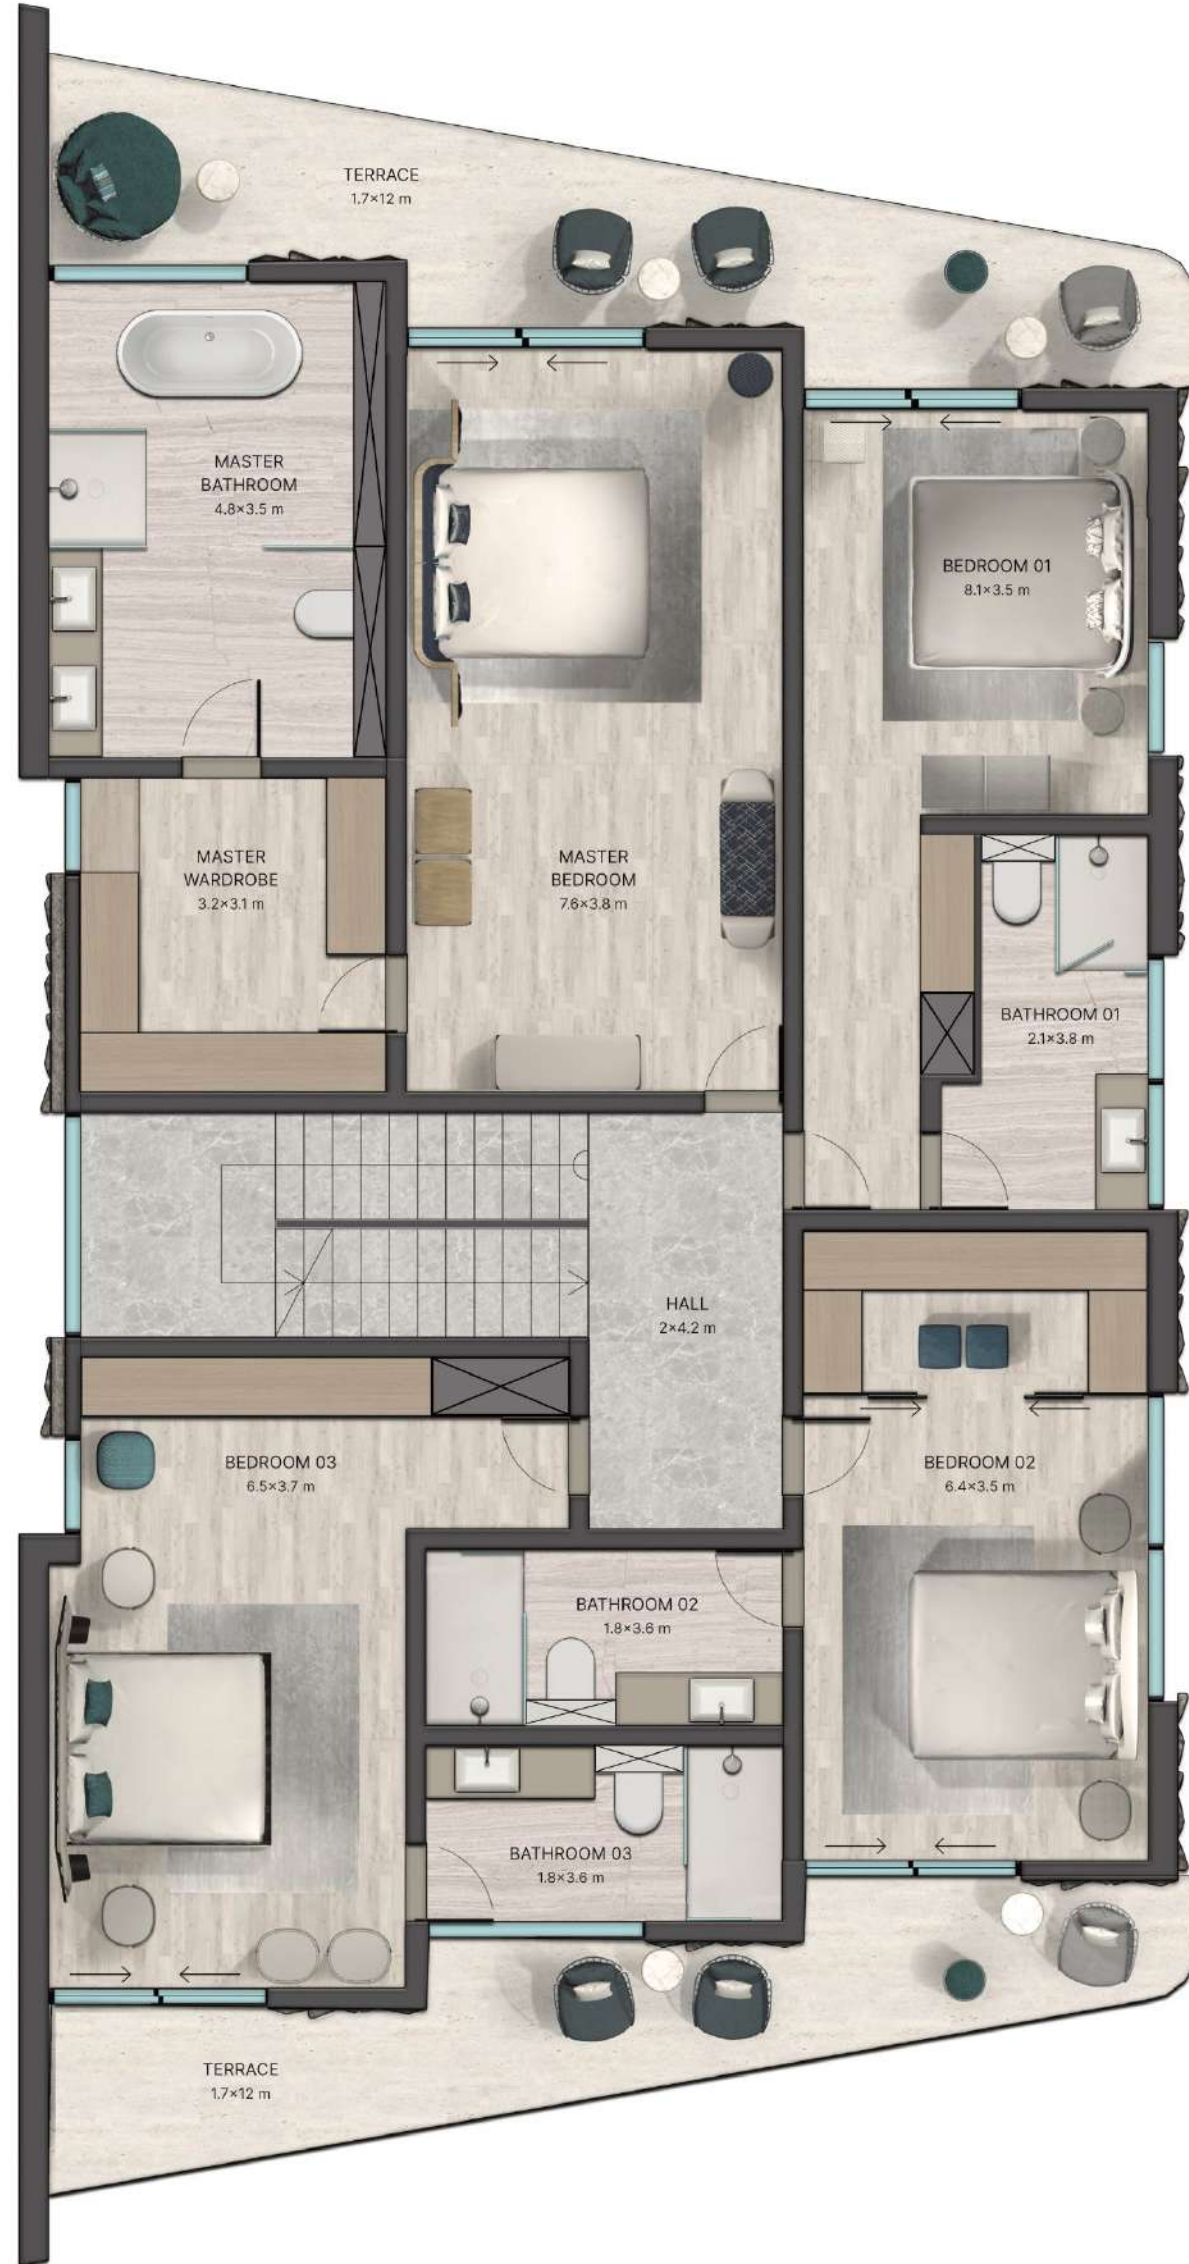 TERRACE
1.7×12 m
MASTER
BATHROOM
4.8×3.5 m
BEDROOM 01
8.1×3.5 m
MASTER
WARDROBE
3.2×3.1 m
MASTER
BEDROOM
7.6×3.8 m
BATHROOM 01
2.1×3.8 m
HALL
2×4.2 m
BEDROOM 03
6.5×3.7 m
BEDROOM 02
6.4×3.5 m
BATHROOM 02
1.8×3.6 m
BATHROOM 03
1.8×3.6 m
TERRACE
1.7×12 m